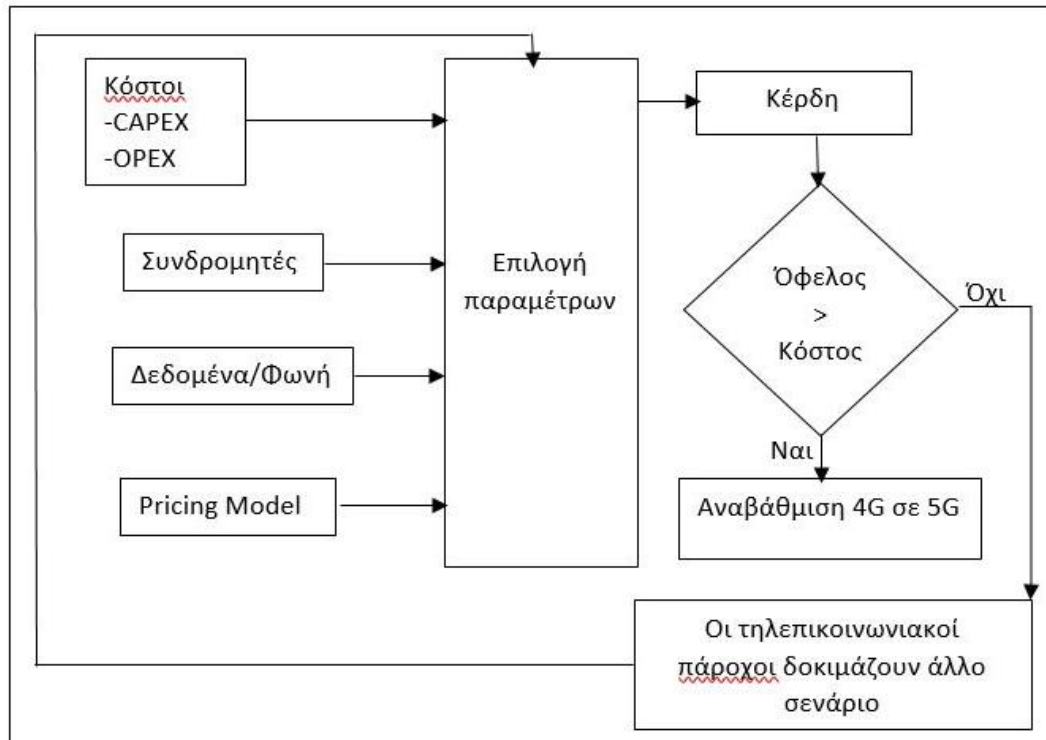 Κόστοι
-CAPEX
-OPEX
Συνδρομητές
Δεδομένα/Φωνή
Pricing Model
Επιλογή
παραμέτρων
Κέρδη
Όφελος
>
Κόστος
Όχι
Ναι
Αναβάθμιση 4G σε 5G
Οι τηλεπικοινωνιακοί
πάροχοι δοκιμάζουν άλλο
σενάριο